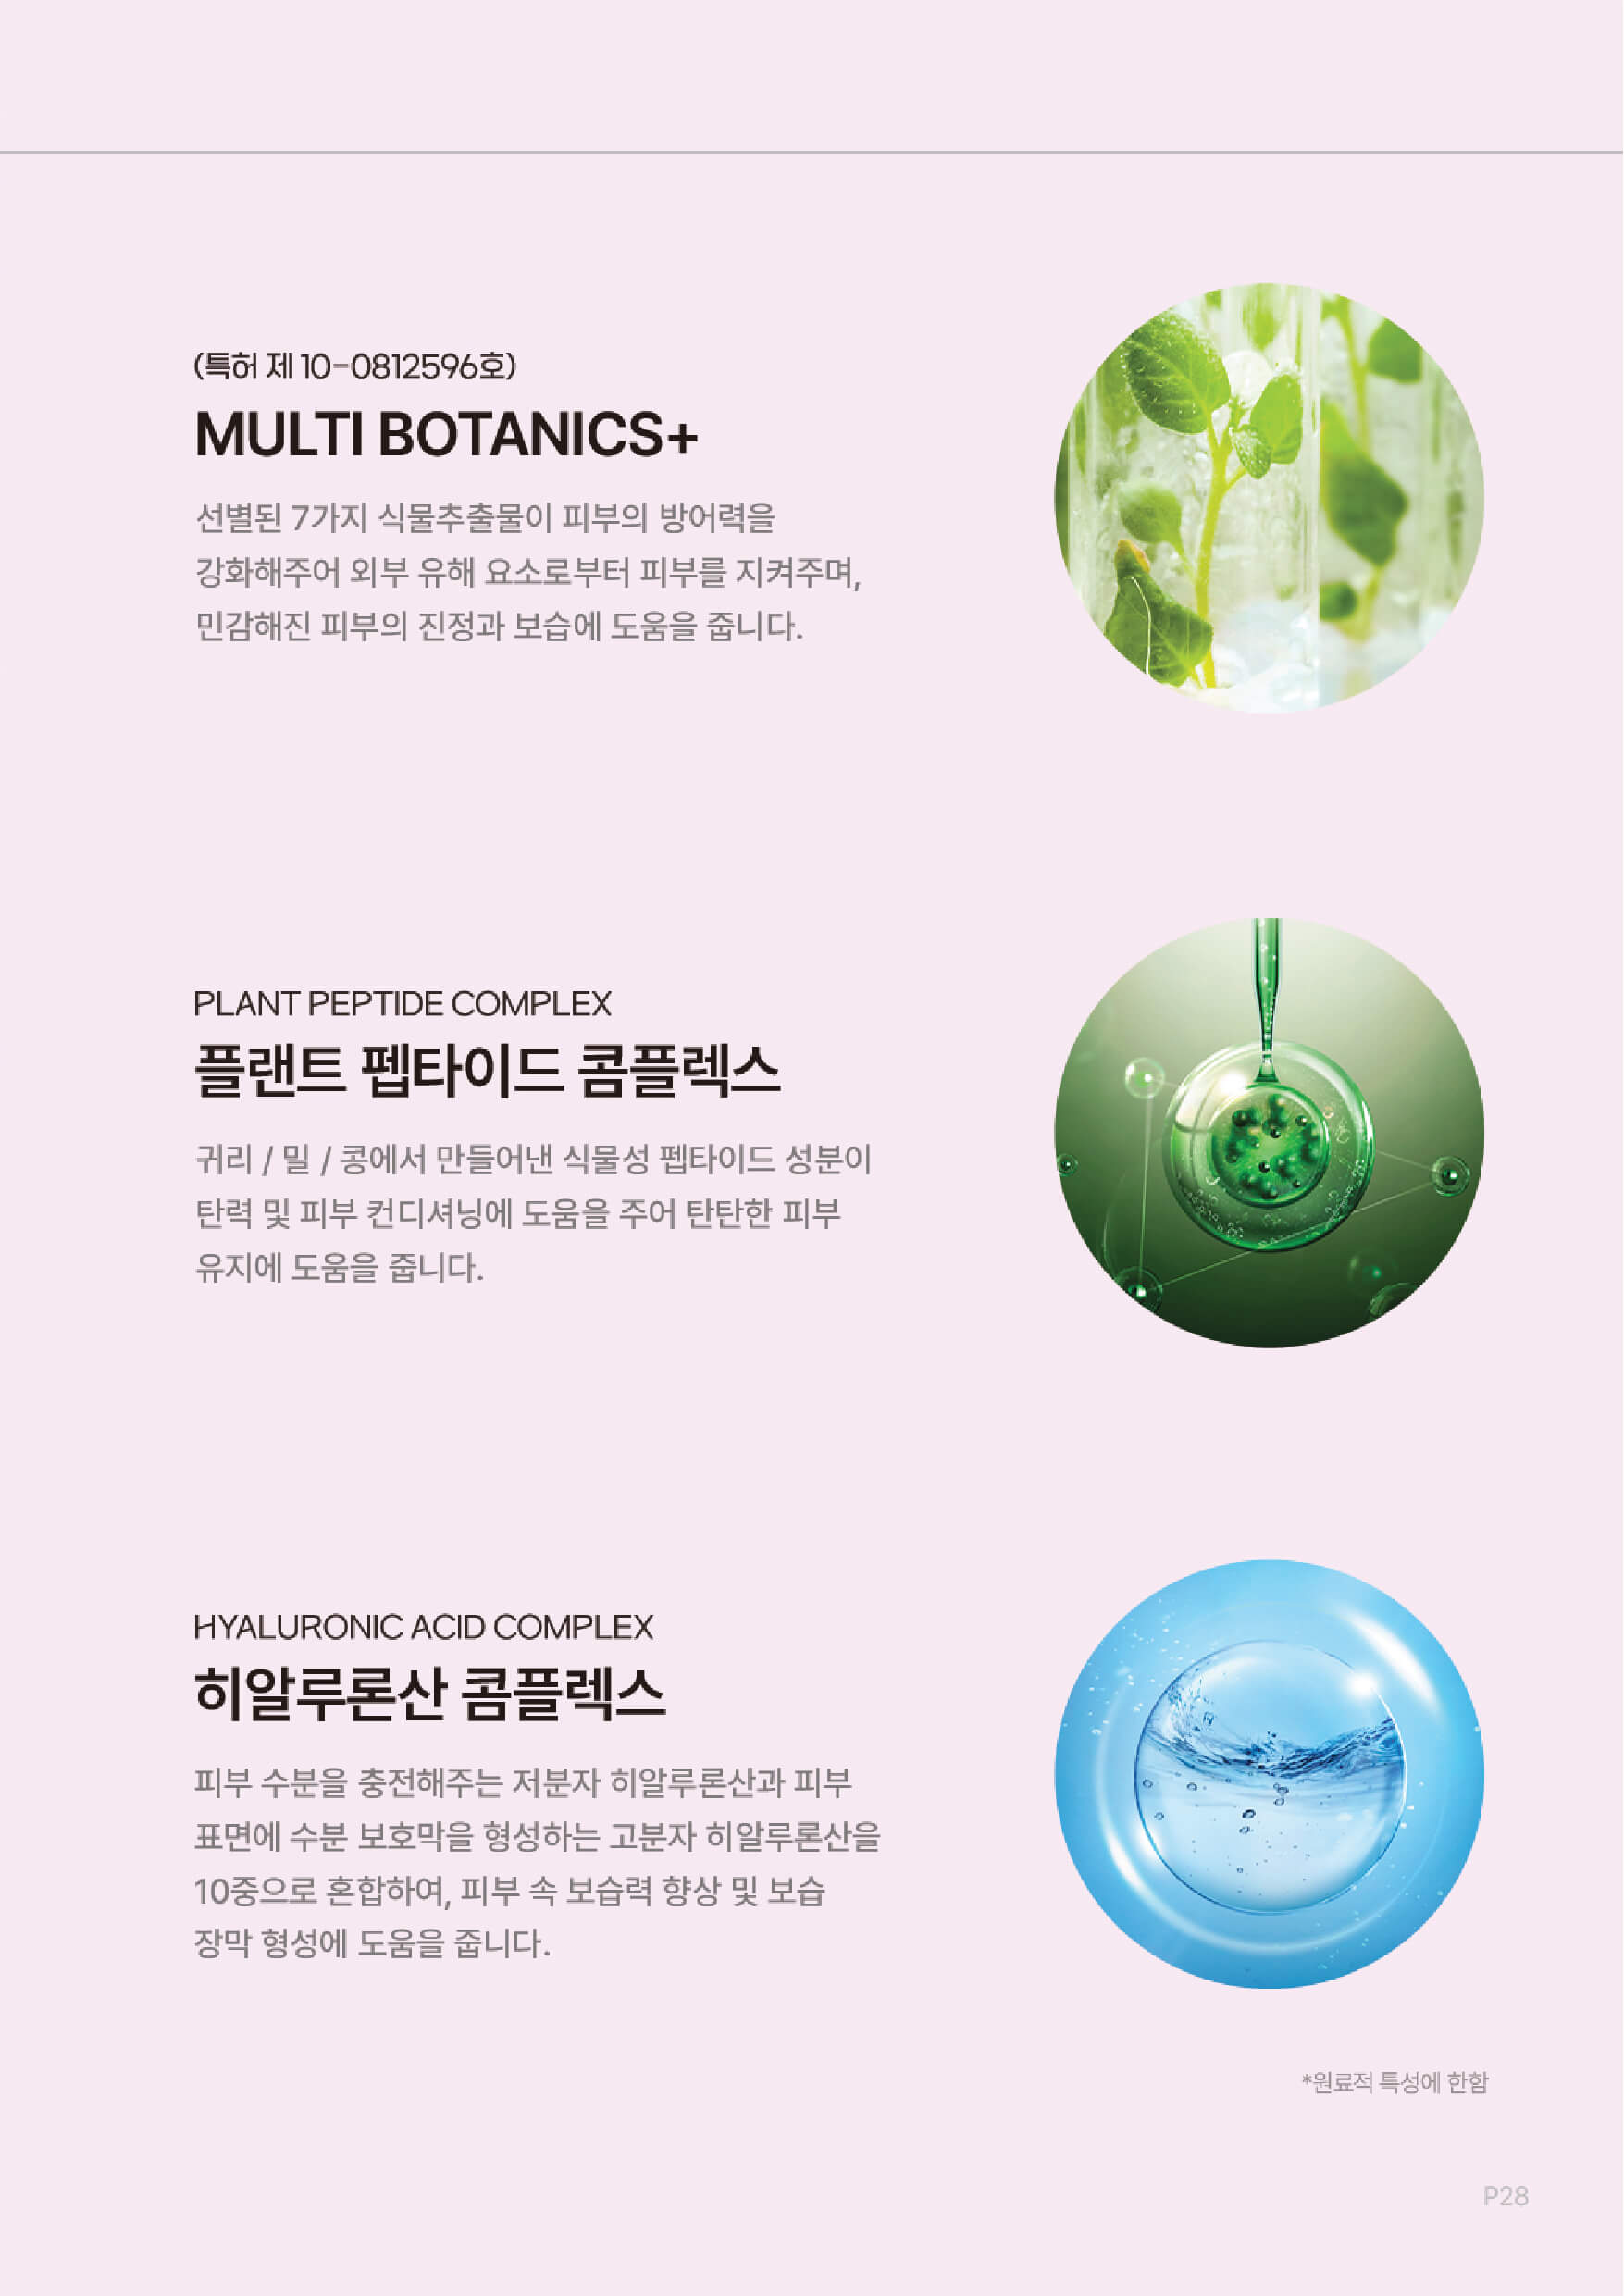 (특허 제 10-0812596호)
MULTI BOTANICS+
선별된 7가지 식물추출물이 피부의 방어력을
강화해주어 외부 유해 요소로부터 피부를 지켜주며,
민감해진 피부의 진정과 보습에 도움을 줍니다.
PLANT PEPTIDE COMPLEX
플랜트 펩타이드 콤플렉스
귀리 / 밀 / 콩에서 만들어낸 식물성 펩타이드 성분이
탄력 및 피부 컨디셔닝에 도움을 주어 탄탄한 피부
유지에 도움을 줍니다.
HYALURONIC ACID COMPLEX
히알루론산 콤플렉스
피부 수분을 충전해주는 저분자 히알루론산과 피부
표면에 수분 보호막을 형성하는 고분자 히알루론산을
10중으로 혼합하여, 피부 속 보습력 향상 및 보습
장막 형성에 도움을 줍니다.
*원료적 특성에 한함
P28